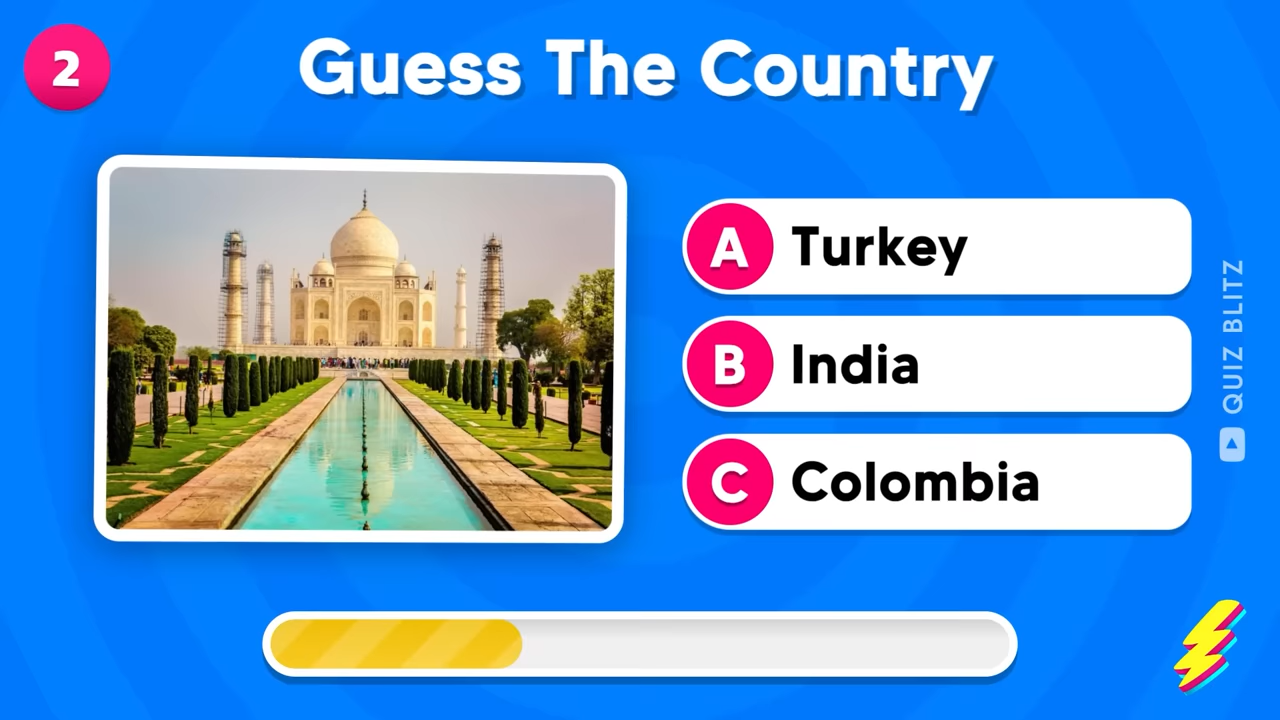 2
Guess The Country
A Turkey
B India
C Colombia
QUIZ BLITZ